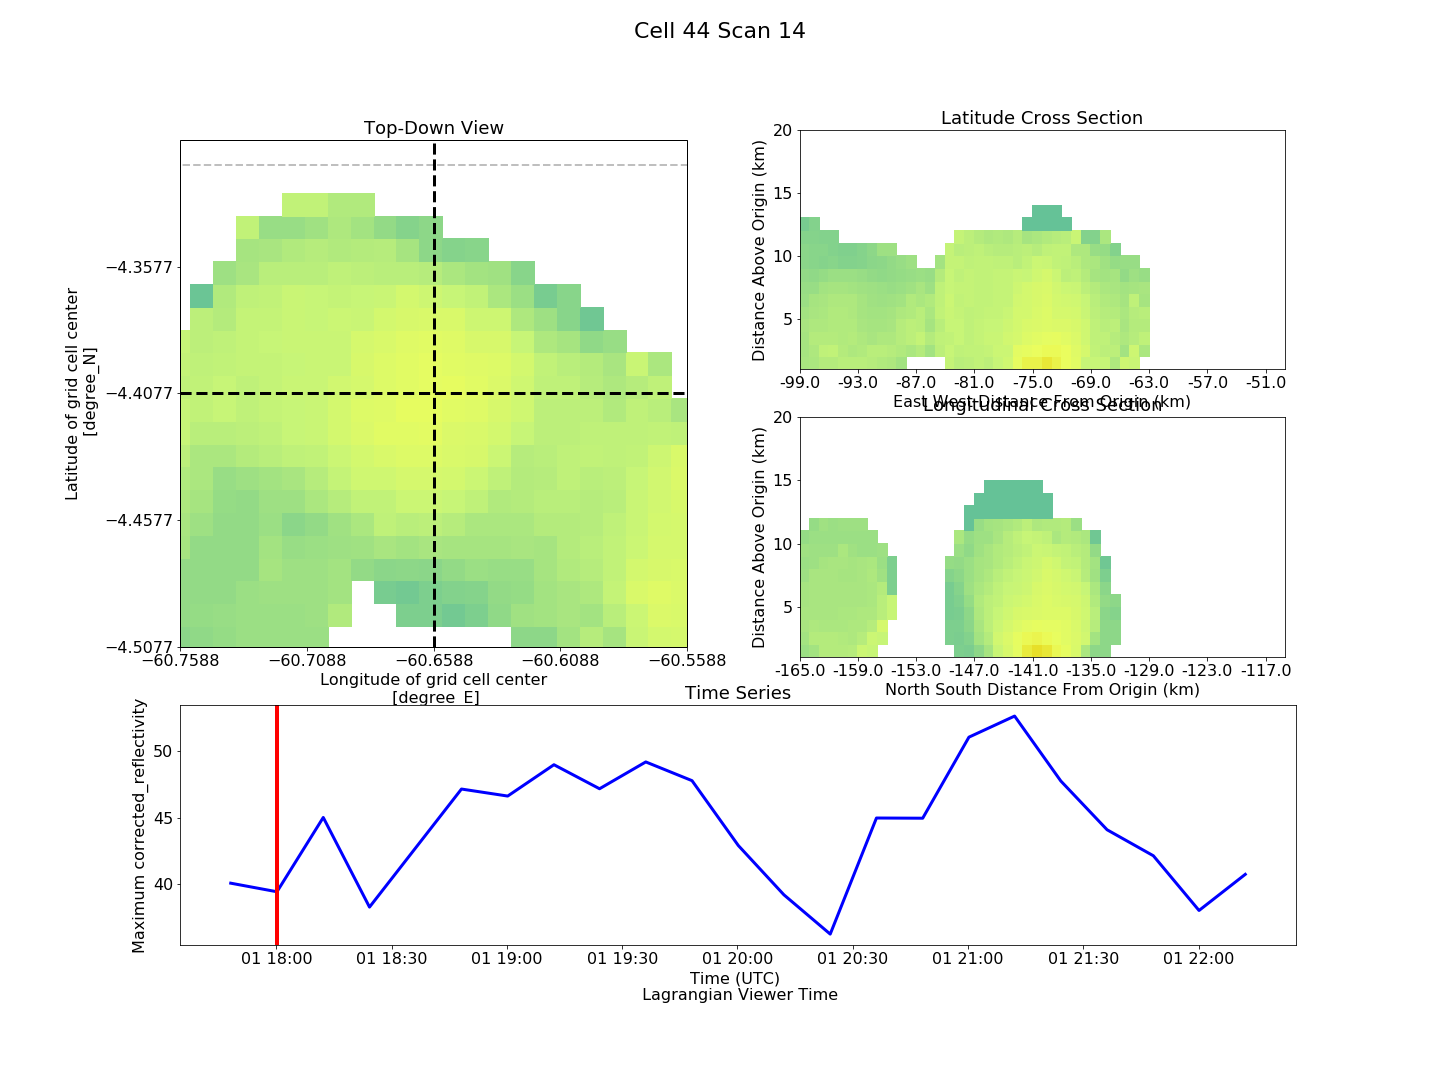 Cell 44 Scan 14
Top-Down View
Latitude of grid cell center
[degree_N]
−4.3577
−4.4077
−4.4577
−4.5077
−60.7588 −60.7088 −60.6588 −60.6088 −60.5588
Longitude of grid cell center
[degree_E]
Latitude Cross Section
Distance Above Origin (km)
20
15
10
5
-99.0 -93.0 -87.0 -81.0 -75.0 -69.0 -63.0 -57.0 -51.0
East West Distance From Origin (km)
Longitudinal Cross Section
Distance Above Origin (km)
20
15
10
5
-165.0 -159.0 -153.0 -147.0 -141.0 -135.0 -129.0 -123.0 -117.0
North South Distance From Origin (km)
Time Series
Maximum corrected_reflectivity
50
45
40
01 18:00 01 18:30 01 19:00 01 19:30 01 20:00 01 20:30 01 21:00 01 21:30 01 22:00
Time (UTC)
Lagrangian Viewer Time